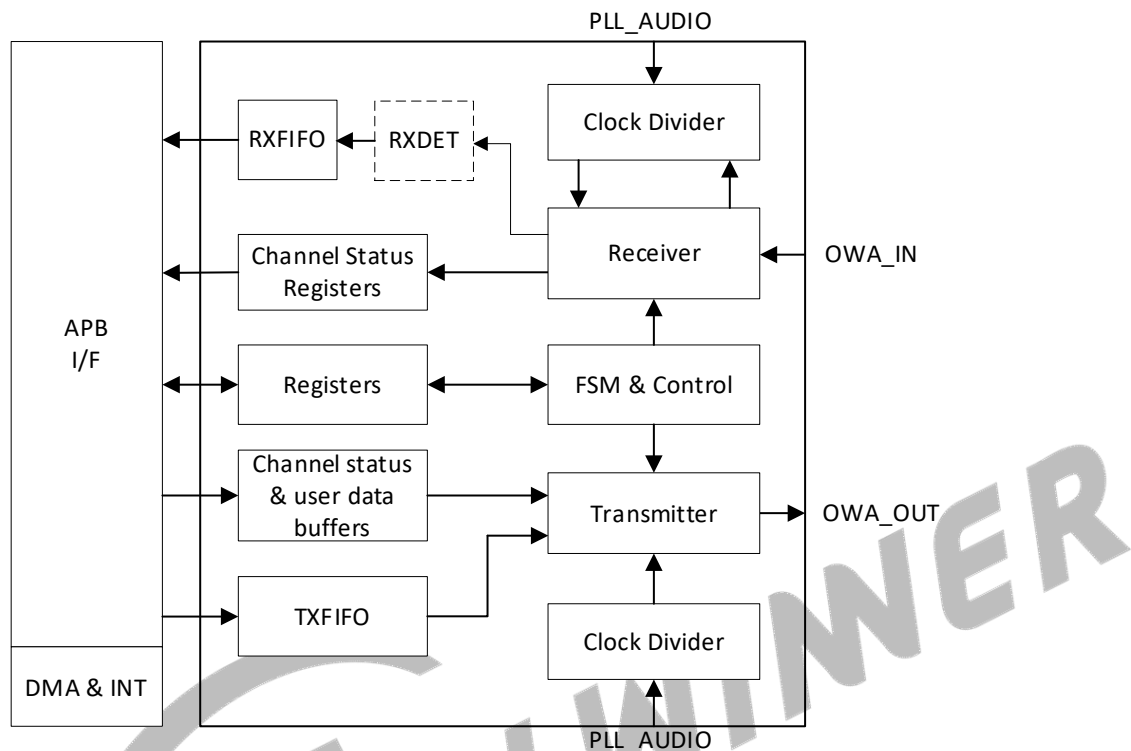 PLL_AUDIO
Clock Divider
RXFIFO
RXDET
Channel Status
Registers
Receiver
OWA_IN
APB
I/F
Registers
FSM & Control
Channel status
& user data
buffers
Transmitter
OWA_OUT
TXFIFO
Clock Divider
DMA & INT
PLL_AUDIO